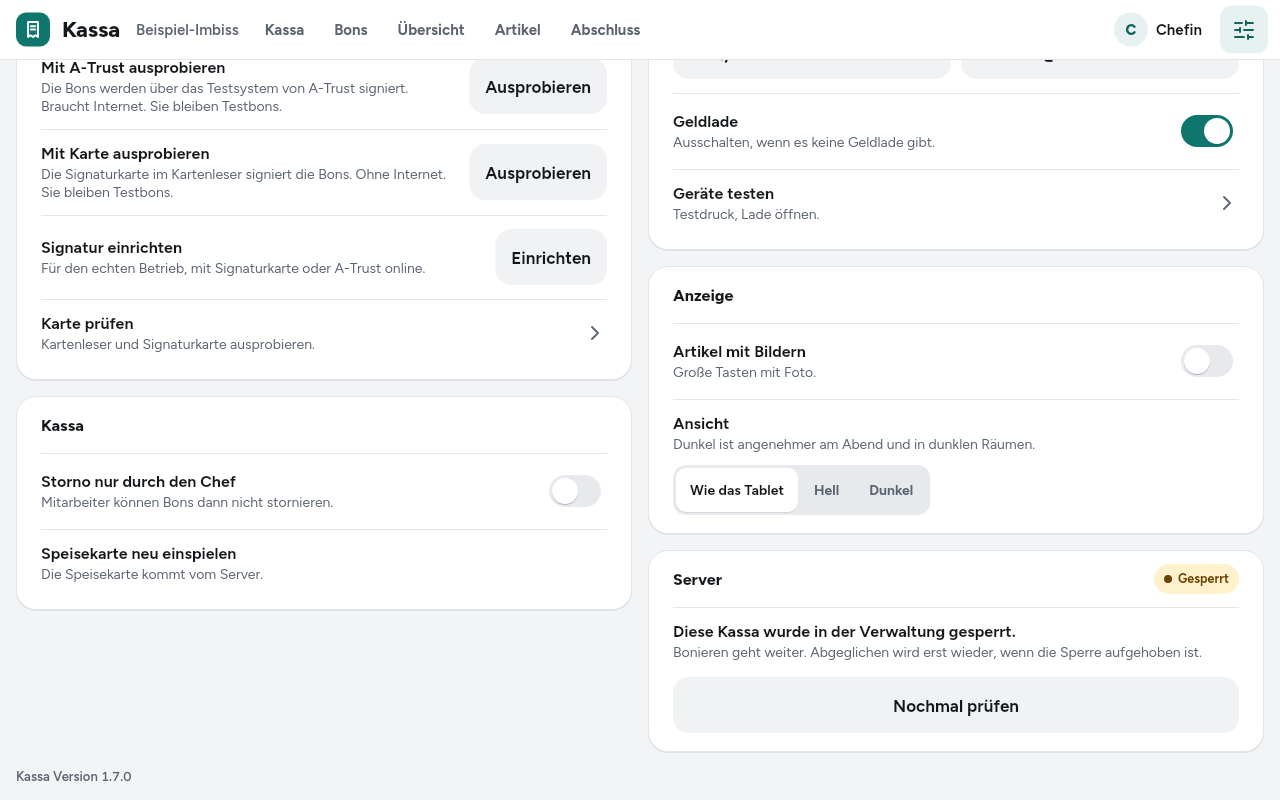 Kassa Beispiel-Imbiss Kassa Bons Übersicht Artikel Abschluss C Chefin
Mit A-Trust ausprobieren
Die Bons werden über das Testsystem von A-Trust signiert.
Braucht Internet. Sie bleiben Testbons.
Ausprobieren
Mit Karte ausprobieren
Die Signaturkarte im Kartenleser signiert die Bons. Ohne Internet.
Sie bleiben Testbons.
Ausprobieren
Signatur einrichten
Für den echten Betrieb, mit Signaturkarte oder A-Trust online.
Einrichten
Karte prüfen
Kartenleser und Signaturkarte ausprobieren.
Kassa
Storno nur durch den Chef
Mitarbeiter können Bons dann nicht stornieren.
Speisekarte neu einspielen
Die Speisekarte kommt vom Server.
Geldlade
Ausschalten, wenn es keine Geldlade gibt.
Geräte testen
Testdruck, Lade öffnen.
Anzeige
Artikel mit Bildern
Große Tasten mit Foto.
Ansicht
Dunkel ist angenehmer am Abend und in dunklen Räumen.
Wie das Tablet Hell Dunkel
Server Gesperrt
Diese Kassa wurde in der Verwaltung gesperrt.
Bonieren geht weiter. Abgeglichen wird erst wieder, wenn die Sperre aufgehoben ist.
Nochmal prüfen
Kassa Version 1.7.0